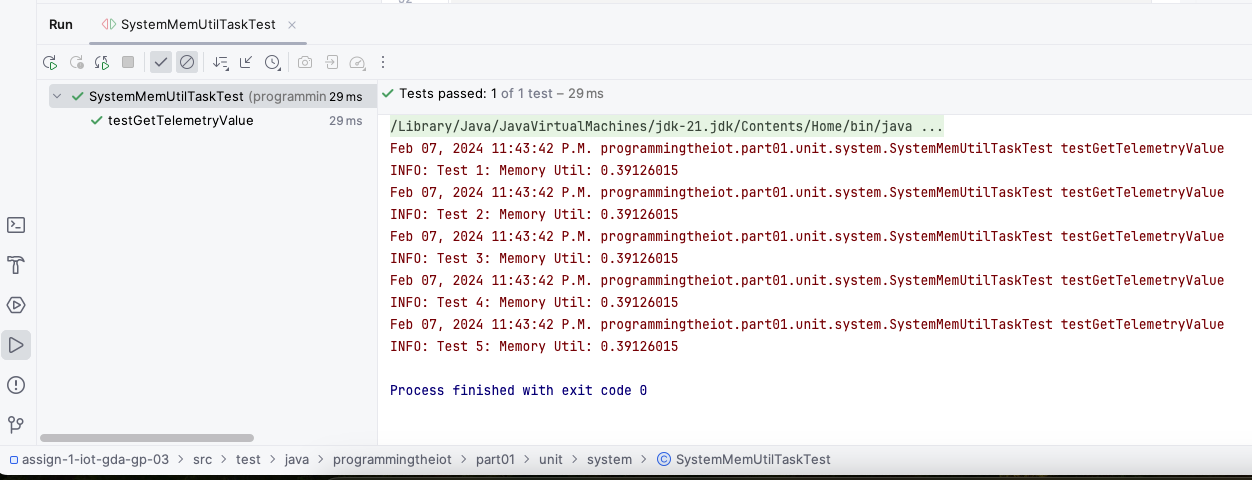 Run SystemMemUtilTaskTest
SystemMemUtilTaskTest (programmin 29 ms
testGetTelemetryValue 29 ms
Tests passed: 1 of 1 test – 29 ms
/Library/Java/JavaVirtualMachines/jdk-21.jdk/Contents/Home/bin/java ...
Feb 07, 2024 11:43:42 P.M. programmingtheiot.part01.unit.system.SystemMemUtilTaskTest testGetTelemetryValue
INFO: Test 1: Memory Util: 0.39126015
Feb 07, 2024 11:43:42 P.M. programmingtheiot.part01.unit.system.SystemMemUtilTaskTest testGetTelemetryValue
INFO: Test 2: Memory Util: 0.39126015
Feb 07, 2024 11:43:42 P.M. programmingtheiot.part01.unit.system.SystemMemUtilTaskTest testGetTelemetryValue
INFO: Test 3: Memory Util: 0.39126015
Feb 07, 2024 11:43:42 P.M. programmingtheiot.part01.unit.system.SystemMemUtilTaskTest testGetTelemetryValue
INFO: Test 4: Memory Util: 0.39126015
Feb 07, 2024 11:43:42 P.M. programmingtheiot.part01.unit.system.SystemMemUtilTaskTest testGetTelemetryValue
INFO: Test 5: Memory Util: 0.39126015
Process finished with exit code 0
assign-1-iot-gda-gp-03 > src > test > java > programmingtheiot > part01 > unit > system > SystemMemUtilTaskTest